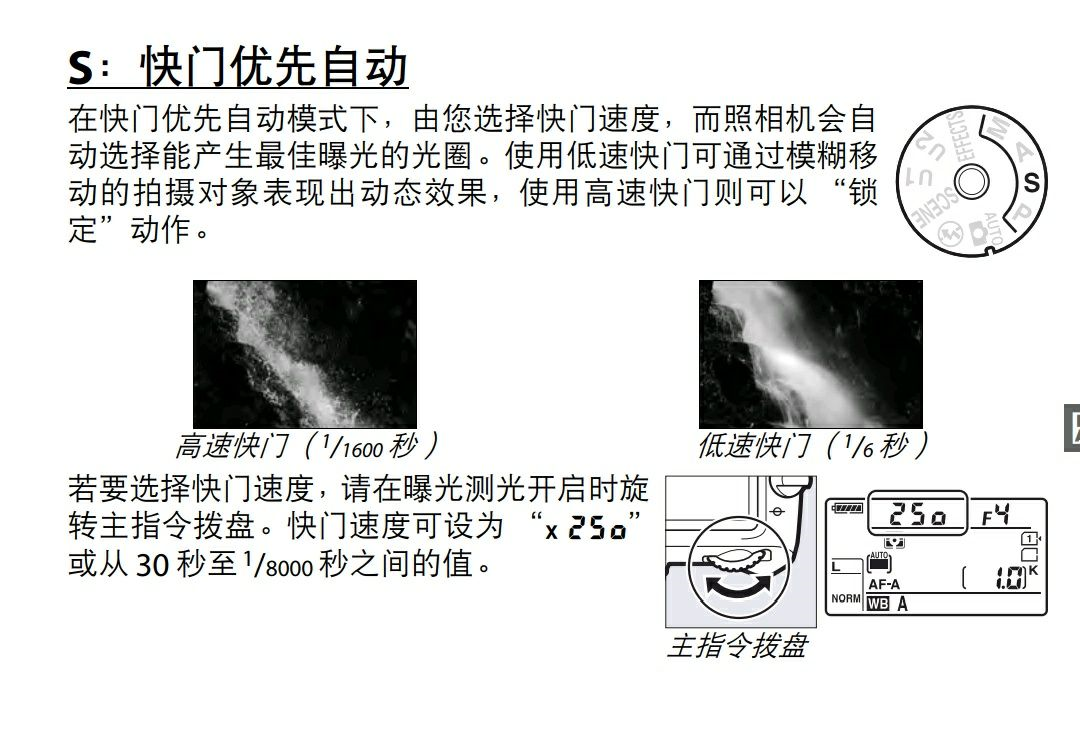 S：快门优先自动
在快门优先自动模式下，由您选择快门速度，而照相机会自
动选择能产生最佳曝光的光圈。使用低速快门可通过模糊移
动的拍摄对象表现出动态效果，使用高速快门则可以“锁
定”动作。
M
A
S
P
AUTO
SCENE
U1
U2
EFFECTS
高速快门（1/1600 秒）
低速快门（1/6 秒）
若要选择快门速度，请在曝光测光开启时旋
转主指令拨盘。快门速度可设为“x 250”
或从 30 秒至 1/8000 秒之间的值。
主指令拨盘
250
F4
1
AUTO
L
AF-A
[ 1.0] K
NORM
WB A